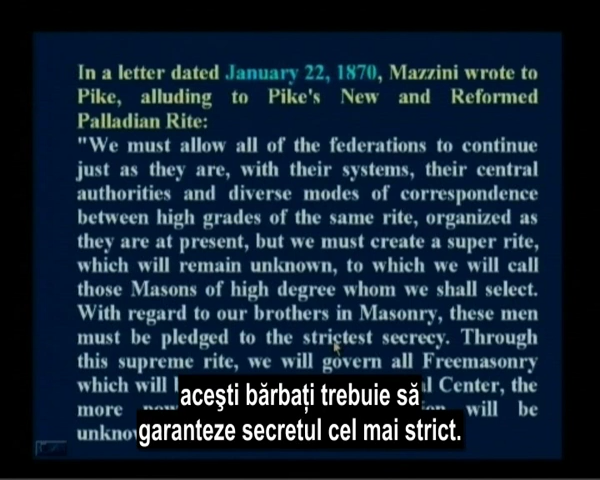 In a letter dated January 22, 1870, Mazzini wrote to
Pike, alluding to Pike's New and Reformed
Palladian Rite:
"We must allow all of the federations to continue
just as they are, with their systems, their central
authorities and diverse modes of correspondence
between high grades of the same rite, organized as
they are at present, but we must create a super rite,
which will remain unknown, to which we will call
those Masons of high degree whom we shall select.
With regard to our brothers in Masonry, these men
must be pledged to the strictest secrecy. Through
this supreme rite, we will govern all Freemasonry
which will Center, the
more will be
acești bărbați trebuie să
garanteze secretul cel mai strict.